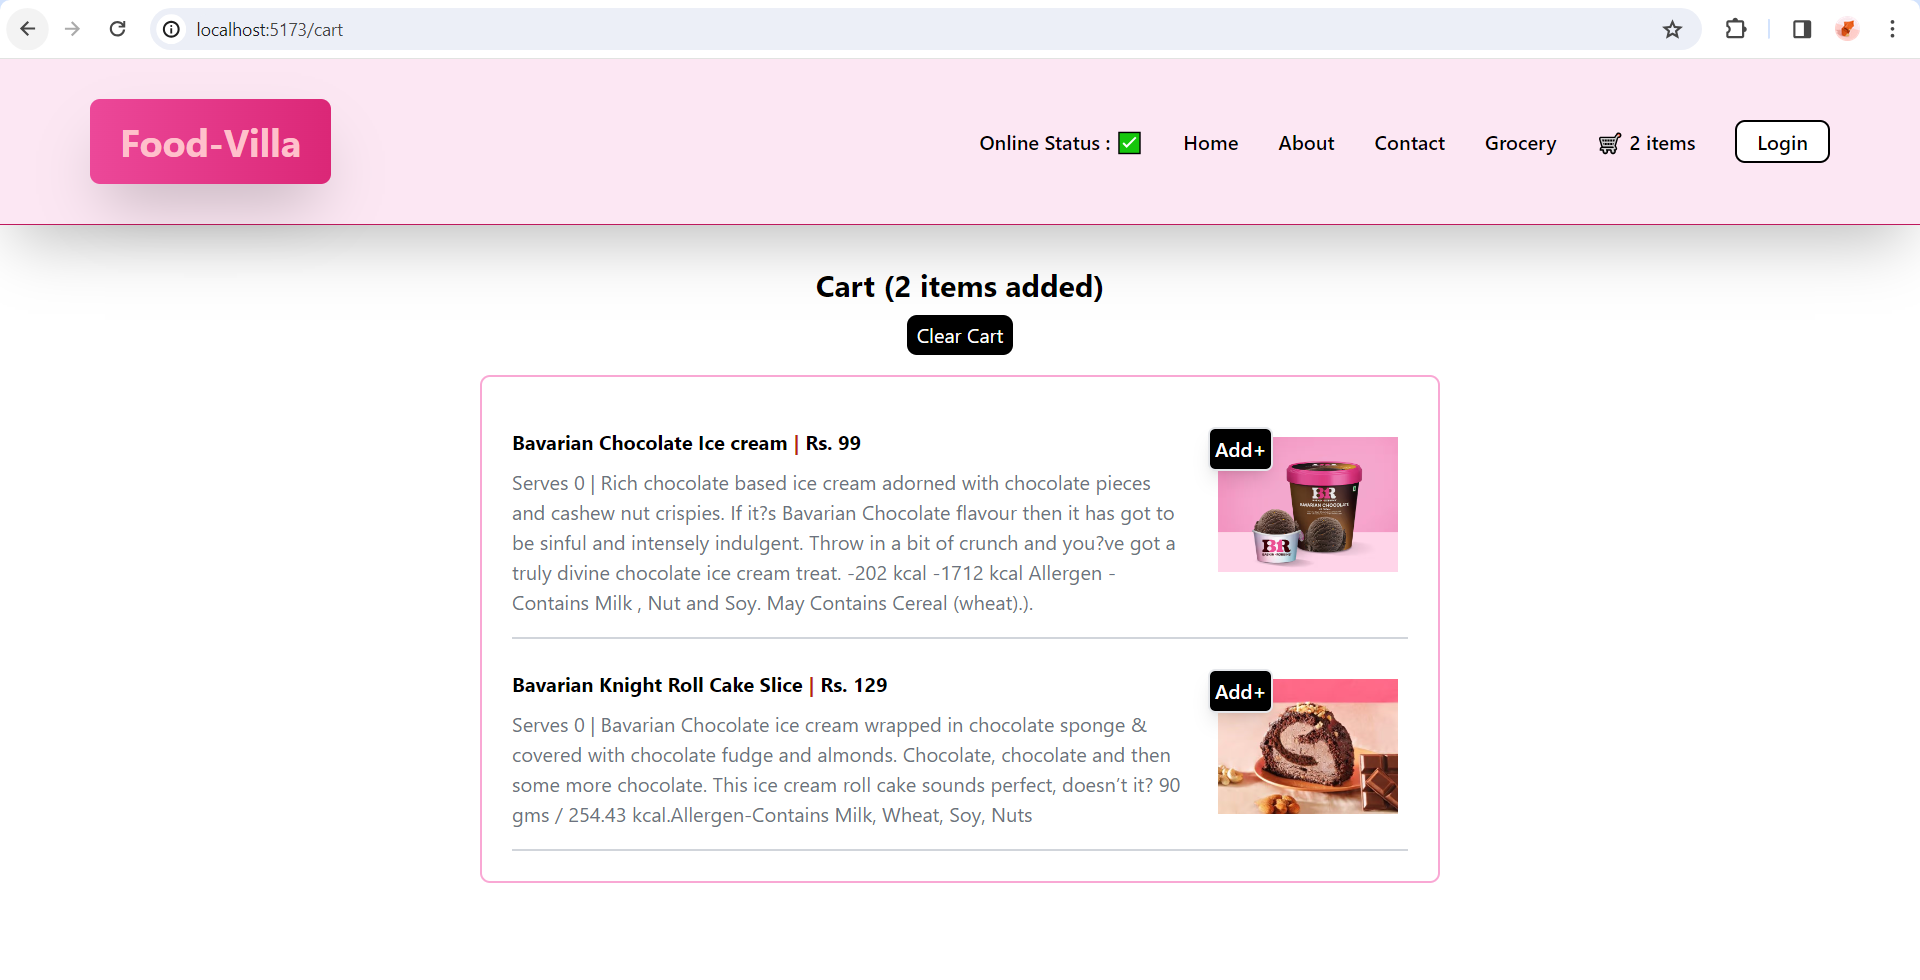 localhost:5173/cart
Food-Villa
Online Status : ✅ Home About Contact Grocery 🛒 2 items Login
Cart (2 items added)
Clear Cart
Bavarian Chocolate Ice cream | Rs. 99
Add+
Serves 0 | Rich chocolate based ice cream adorned with chocolate pieces
and cashew nut crispies. If it?s Bavarian Chocolate flavour then it has got to
be sinful and intensely indulgent. Throw in a bit of crunch and you?ve got a
truly divine chocolate ice cream treat. -202 kcal -1712 kcal Allergen -
Contains Milk , Nut and Soy. May Contains Cereal (wheat).).
BR
BAVARIAN CHOCOLATE
BR
Bavarian Knight Roll Cake Slice | Rs. 129
Add+
Serves 0 | Bavarian Chocolate ice cream wrapped in chocolate sponge &
covered with chocolate fudge and almonds. Chocolate, chocolate and then
some more chocolate. This ice cream roll cake sounds perfect, doesn’t it? 90
gms / 254.43 kcal.Allergen-Contains Milk, Wheat, Soy, Nuts